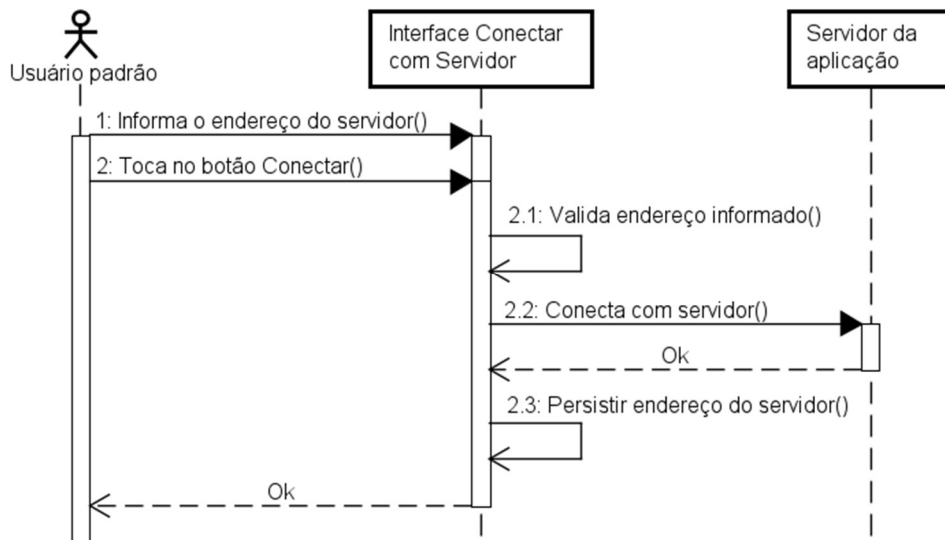 Usuário padrão
Interface Conectar
com Servidor
Servidor da
aplicação
1: Informa o endereço do servidor()
2: Toca no botão Conectar()
2.1: Valida endereço informado()
2.2: Conecta com servidor()
Ok
2.3: Persistir endereço do servidor()
Ok